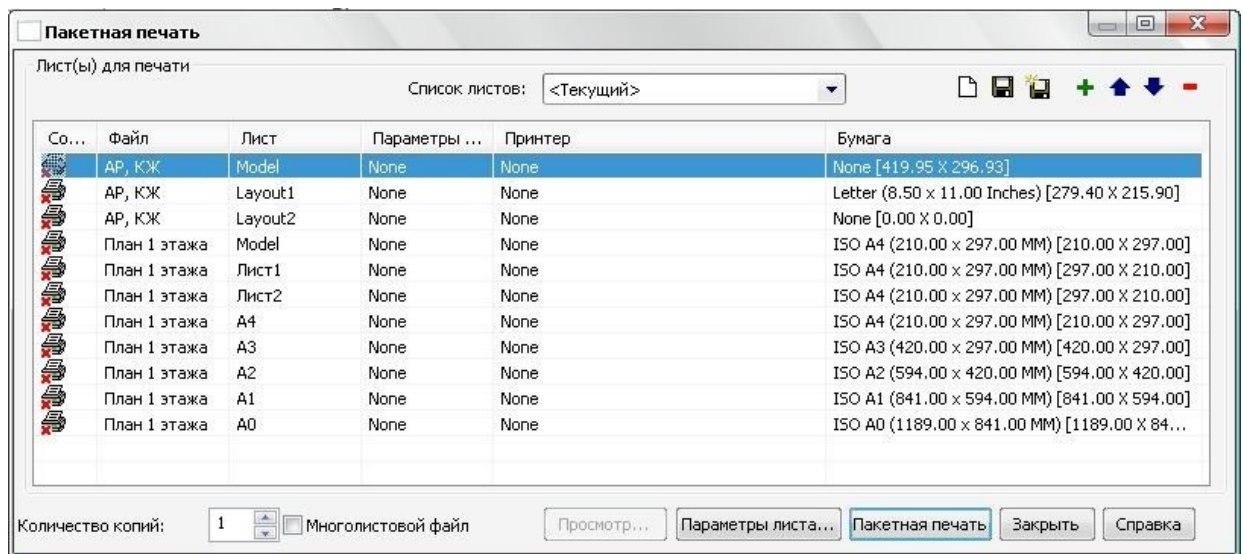 Пакетная печать
Лист(ы) для печати
Список листов: <Текущий>
Со... Файл Лист Параметры ... Принтер Бумага
АР, КЖ Model None None None [419.95 X 296.93]
АР, КЖ Layout1 None None Letter (8.50 x 11.00 Inches) [279.40 X 215.90]
АР, КЖ Layout2 None None None [0.00 X 0.00]
План 1 этажа Model None None ISO A4 (210.00 x 297.00 MM) [210.00 X 297.00]
План 1 этажа Лист1 None None ISO A4 (210.00 x 297.00 MM) [297.00 X 210.00]
План 1 этажа Лист2 None None ISO A4 (210.00 x 297.00 MM) [297.00 X 210.00]
План 1 этажа А4 None None ISO A4 (210.00 x 297.00 MM) [210.00 X 297.00]
План 1 этажа А3 None None ISO A3 (420.00 x 297.00 MM) [420.00 X 297.00]
План 1 этажа А2 None None ISO A2 (594.00 x 420.00 MM) [594.00 X 420.00]
План 1 этажа А1 None None ISO A1 (841.00 x 594.00 MM) [841.00 X 594.00]
План 1 этажа А0 None None ISO A0 (1189.00 x 841.00 MM) [1189.00 X 84...
Количество копий: 1 Многолистовой файл Просмотр... Параметры листа... Пакетная печать Закрыть Справка